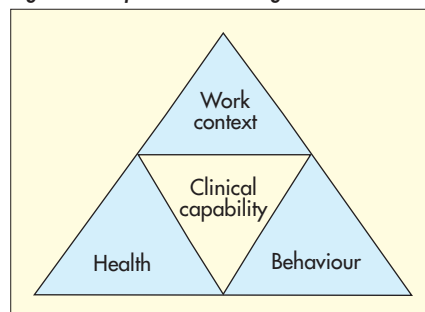 Work
context
Clinical
capability
Health
Behaviour